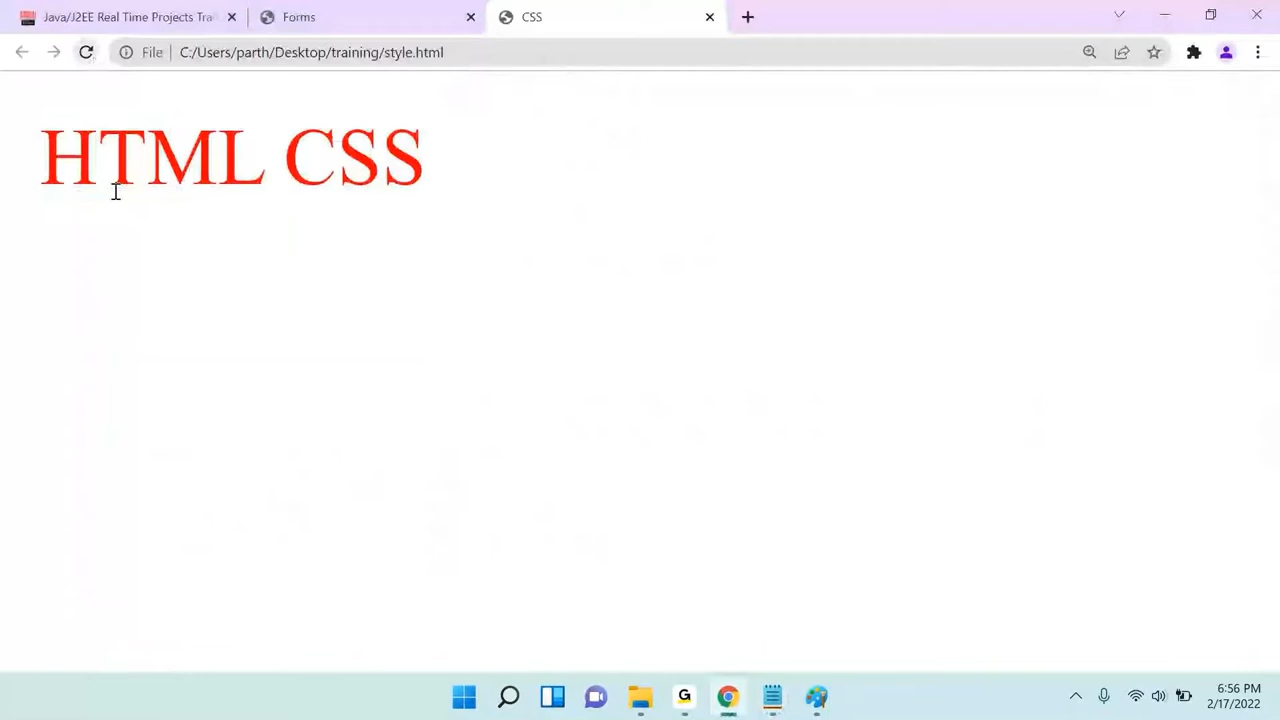 Java/J2EE Real Time Projects Tra
Forms
CSS
File
C:/Users/parth/Desktop/training/style.html
HTML CSS
G
6:56 PM
2/17/2022